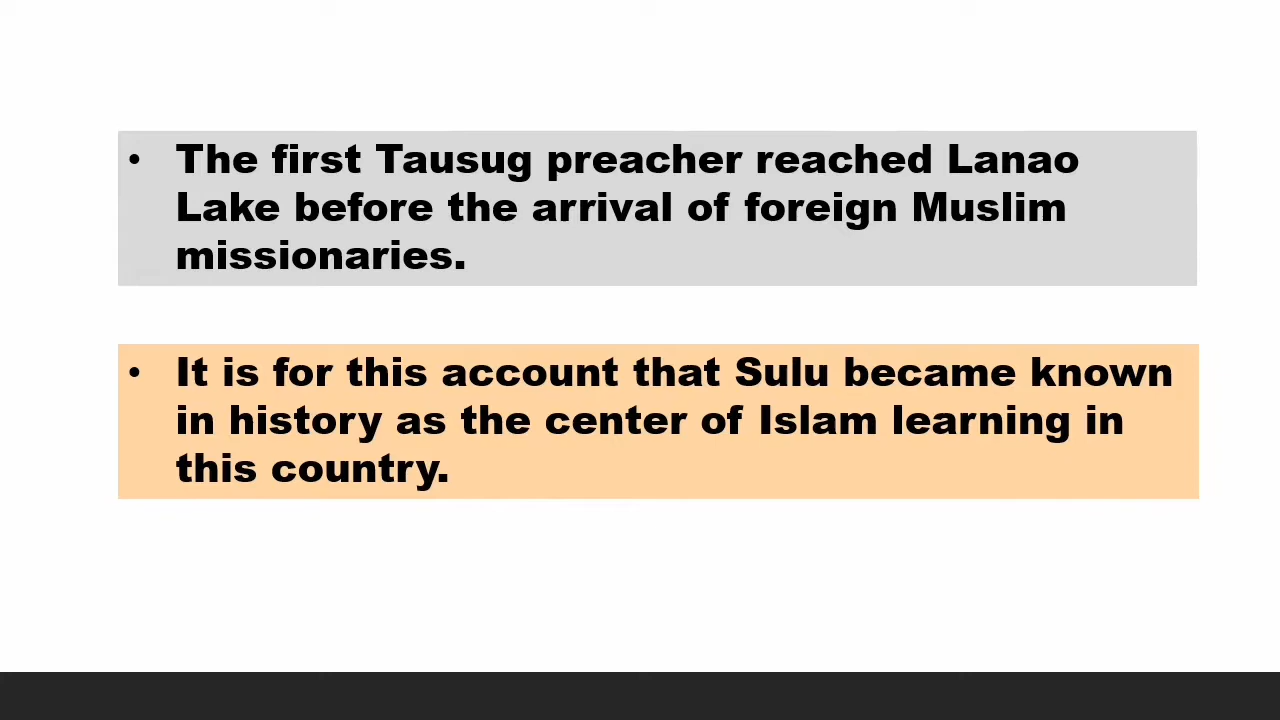 • The first Tausug preacher reached Lanao
Lake before the arrival of foreign Muslim
missionaries.
• It is for this account that Sulu became known
in history as the center of Islam learning in
this country.